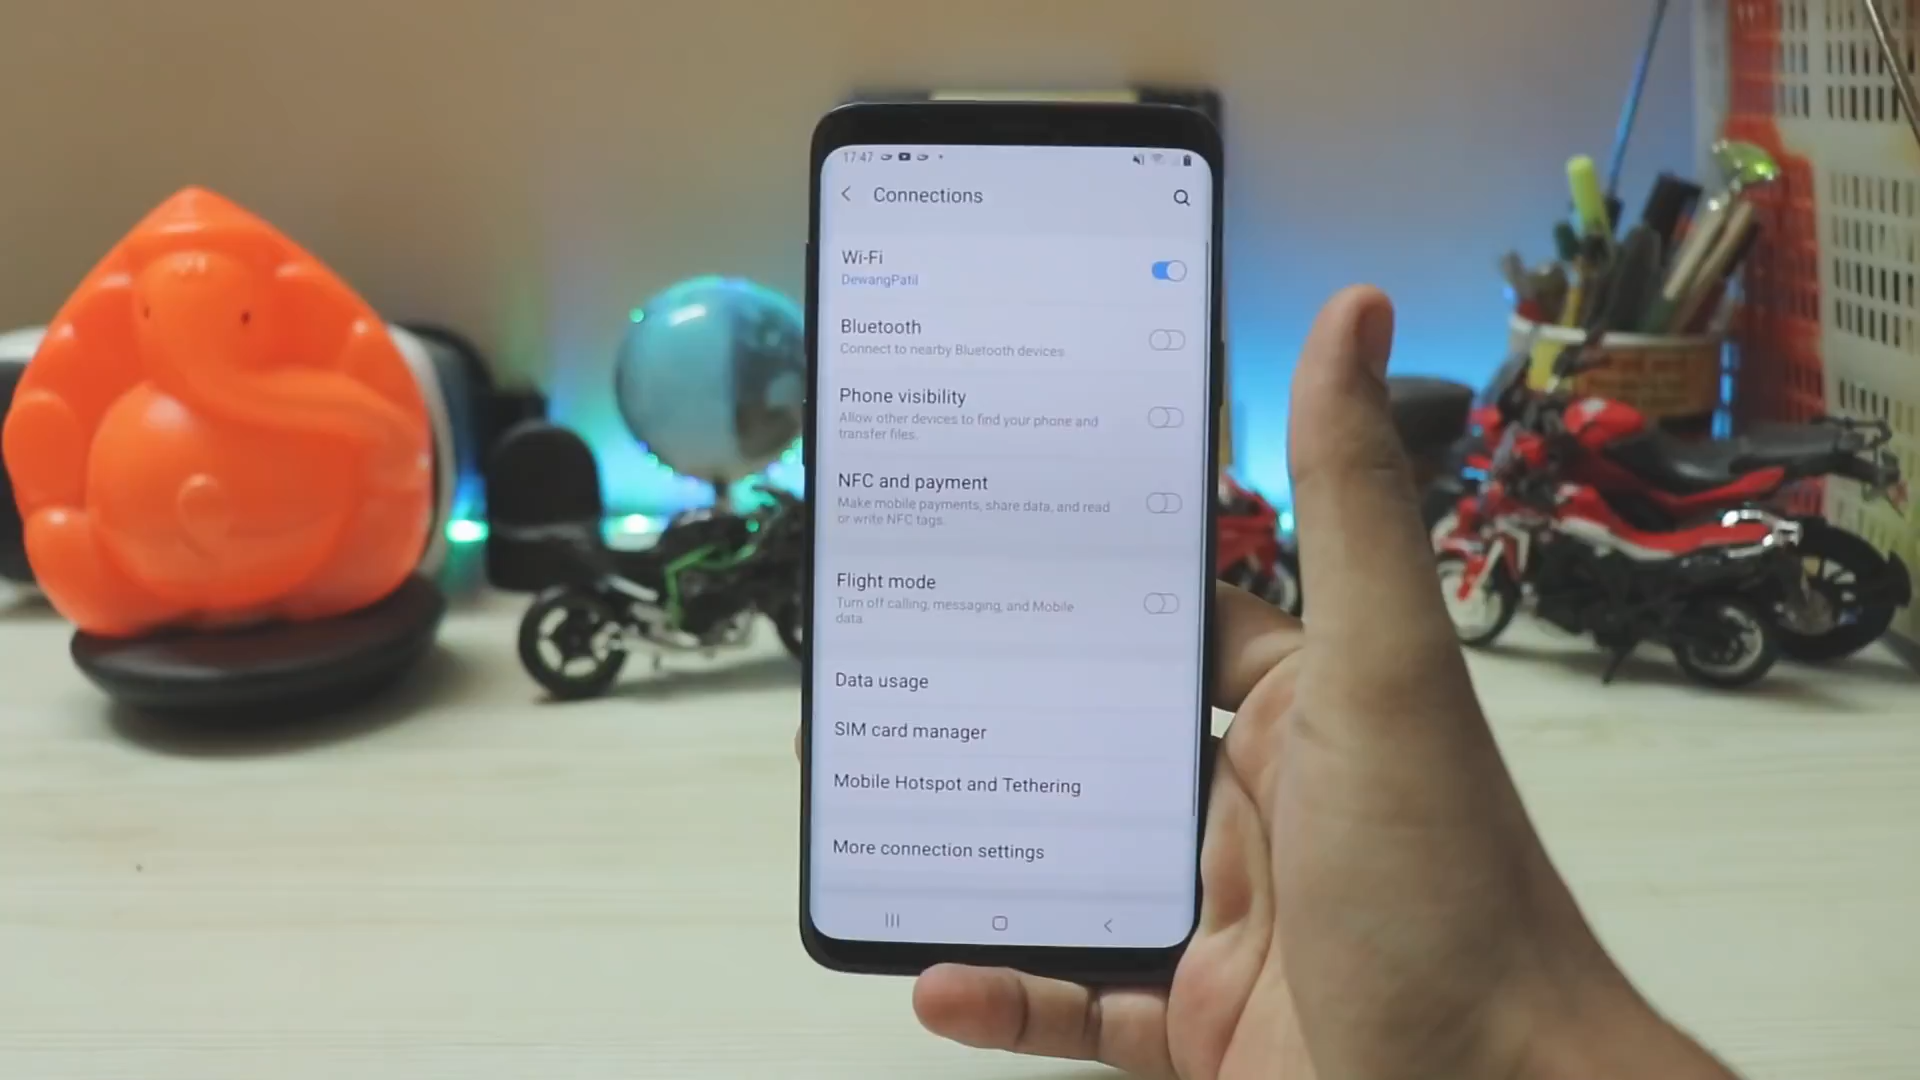 17:47
Connections
Wi-Fi
DewangPatil
Bluetooth
Connect to nearby Bluetooth devices.
Phone visibility
Allow other devices to find your phone and
transfer files.
NFC and payment
Make mobile payments, share data, and read
or write NFC tags.
Flight mode
Turn off calling, messaging, and Mobile
data.
Data usage
SIM card manager
Mobile Hotspot and Tethering
More connection settings